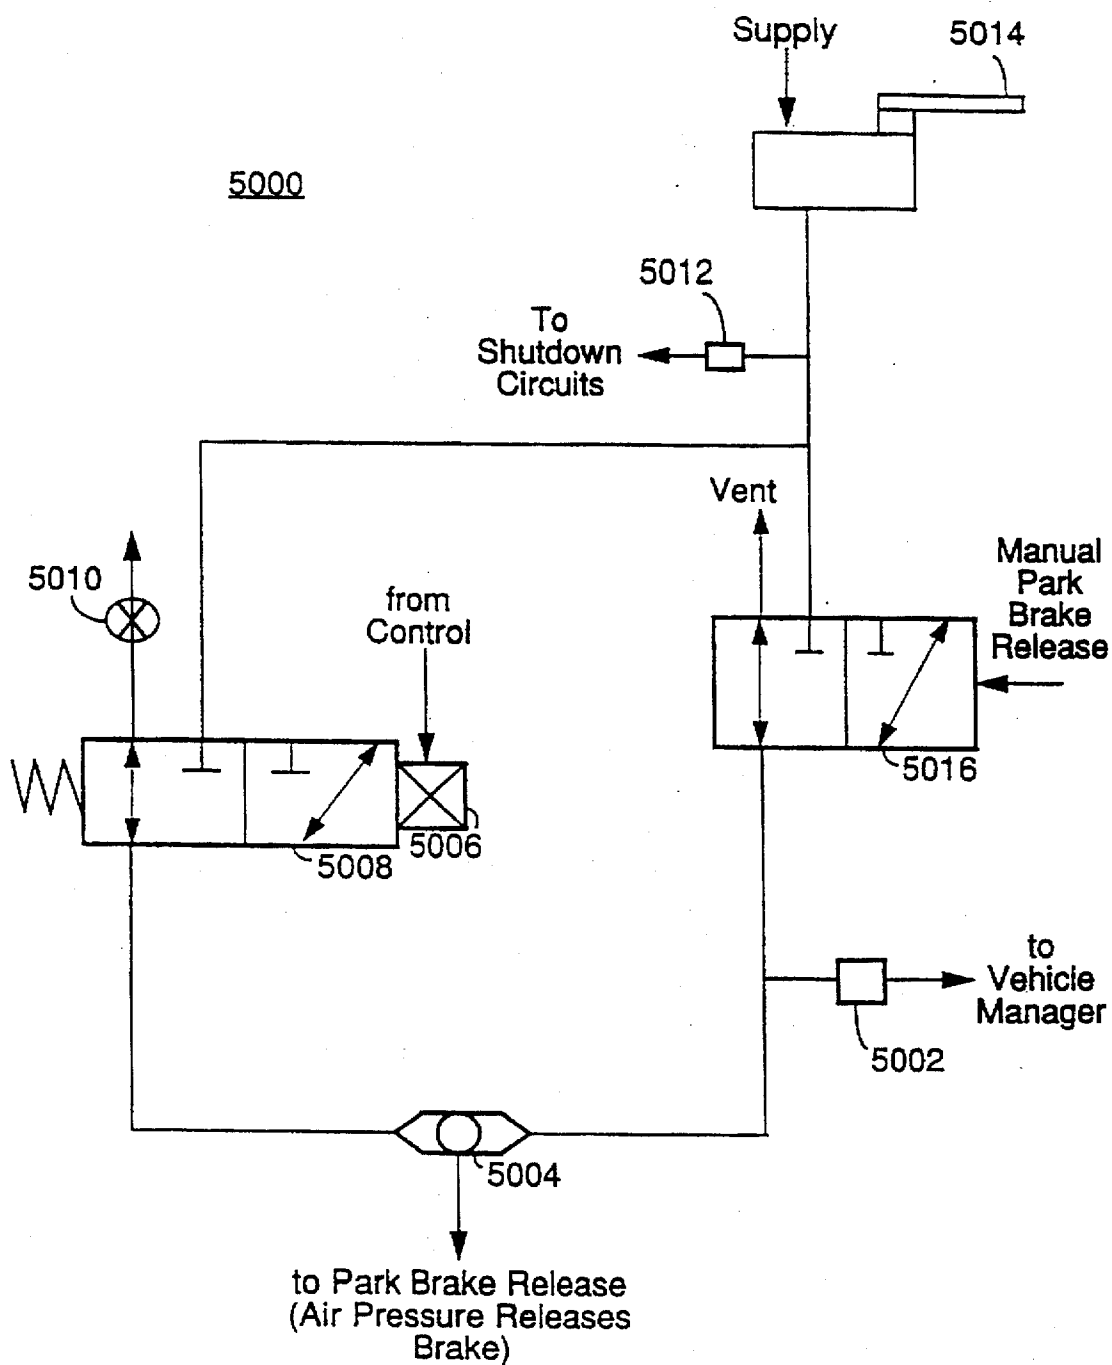 Supply
5014
5000
5012
To
Shutdown
Circuits
Vent
Manual
Park
Brake
Release
5010
from
Control
5016
5006
5008
to
Vehicle
Manager
5002
5004
to Park Brake Release
(Air Pressure Releases
Brake)